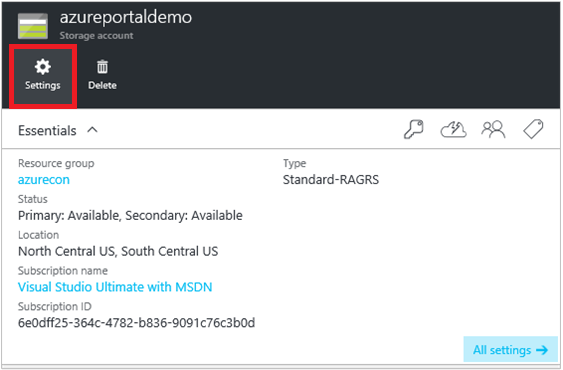 azureportaldemo
Storage account
Settings
Delete
Essentials
Resource group
azurecon
Type
Standard-RAGRS
Status
Primary: Available, Secondary: Available
Location
North Central US, South Central US
Subscription name
Visual Studio Ultimate with MSDN
Subscription ID
6e0dff25-364c-4782-b836-9091c76c3b0d
All settings →